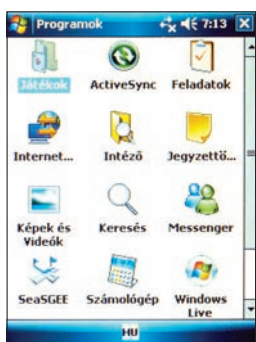 Programok 7:13
Játékok ActiveSync Feladatok
Internet... Intéző Jegyzettö...
Képek és Keresés Messenger
Videók
SeaSGEE Számológép Windows
Live
HU